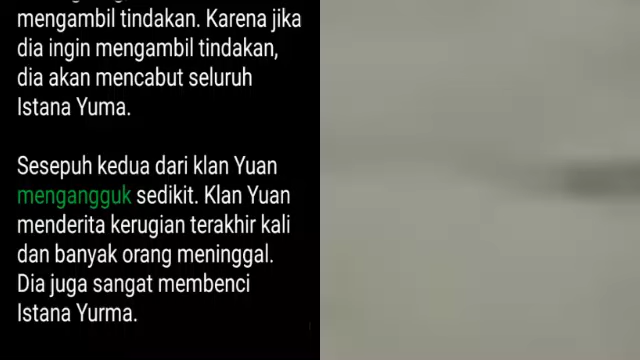 mengambil tindakan. Karena jika
dia ingin mengambil tindakan,
dia akan mencabut seluruh
Istana Yuma.
Sesepuh kedua dari klan Yuan
mengangguk sedikit. Klan Yuan
menderita kerugian terakhir kali
dan banyak orang meninggal.
Dia juga sangat membenci
Istana Yurma.